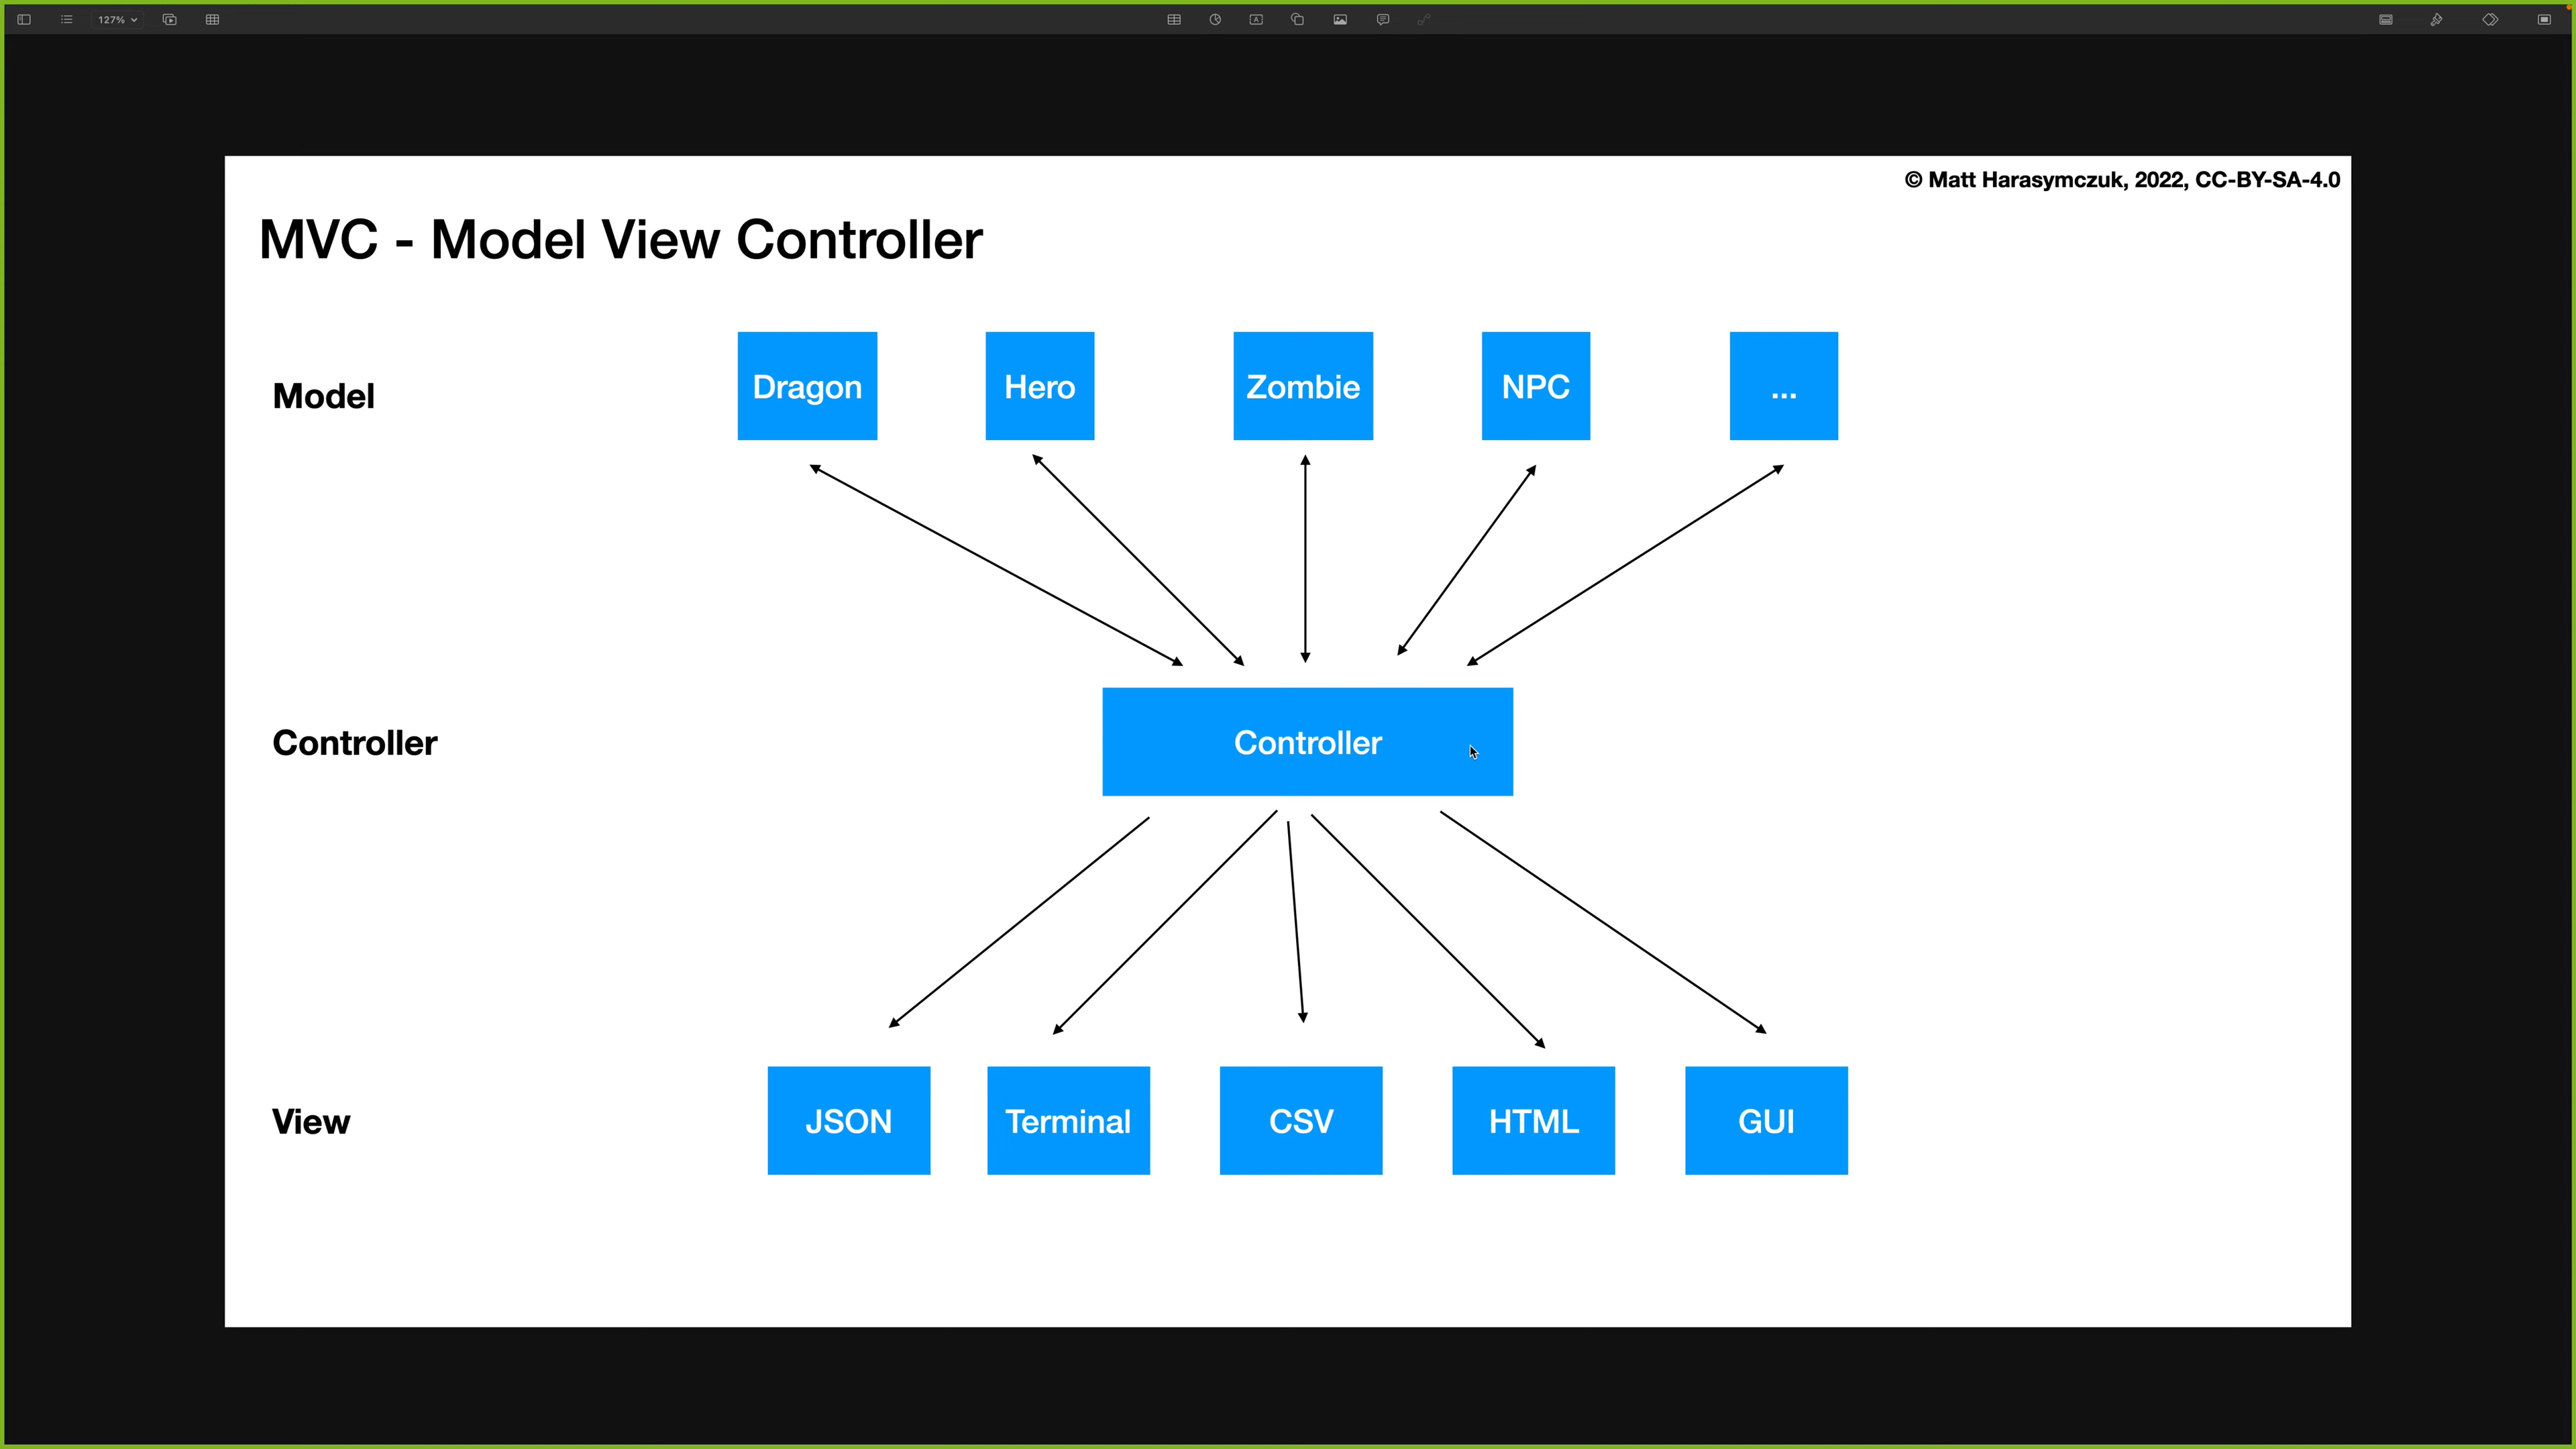 127%
© Matt Harasymczuk, 2022, CC-BY-SA-4.0
MVC - Model View Controller
Model
Dragon
Hero
Zombie
NPC
...
Controller
Controller
View
JSON
Terminal
CSV
HTML
GUI